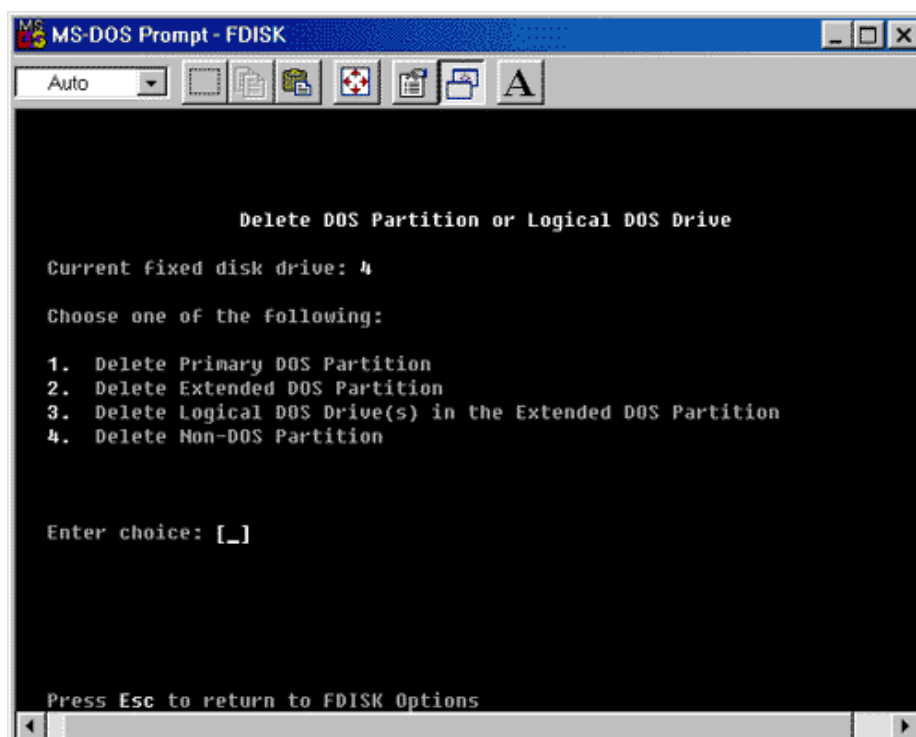 MS-DOS Prompt - FDISK
Auto
A
Delete DOS Partition or Logical DOS Drive
Current fixed disk drive: 4
Choose one of the following:
1. Delete Primary DOS Partition
2. Delete Extended DOS Partition
3. Delete Logical DOS Drive(s) in the Extended DOS Partition
4. Delete Non-DOS Partition
Enter choice: [_]
Press Esc to return to FDISK Options